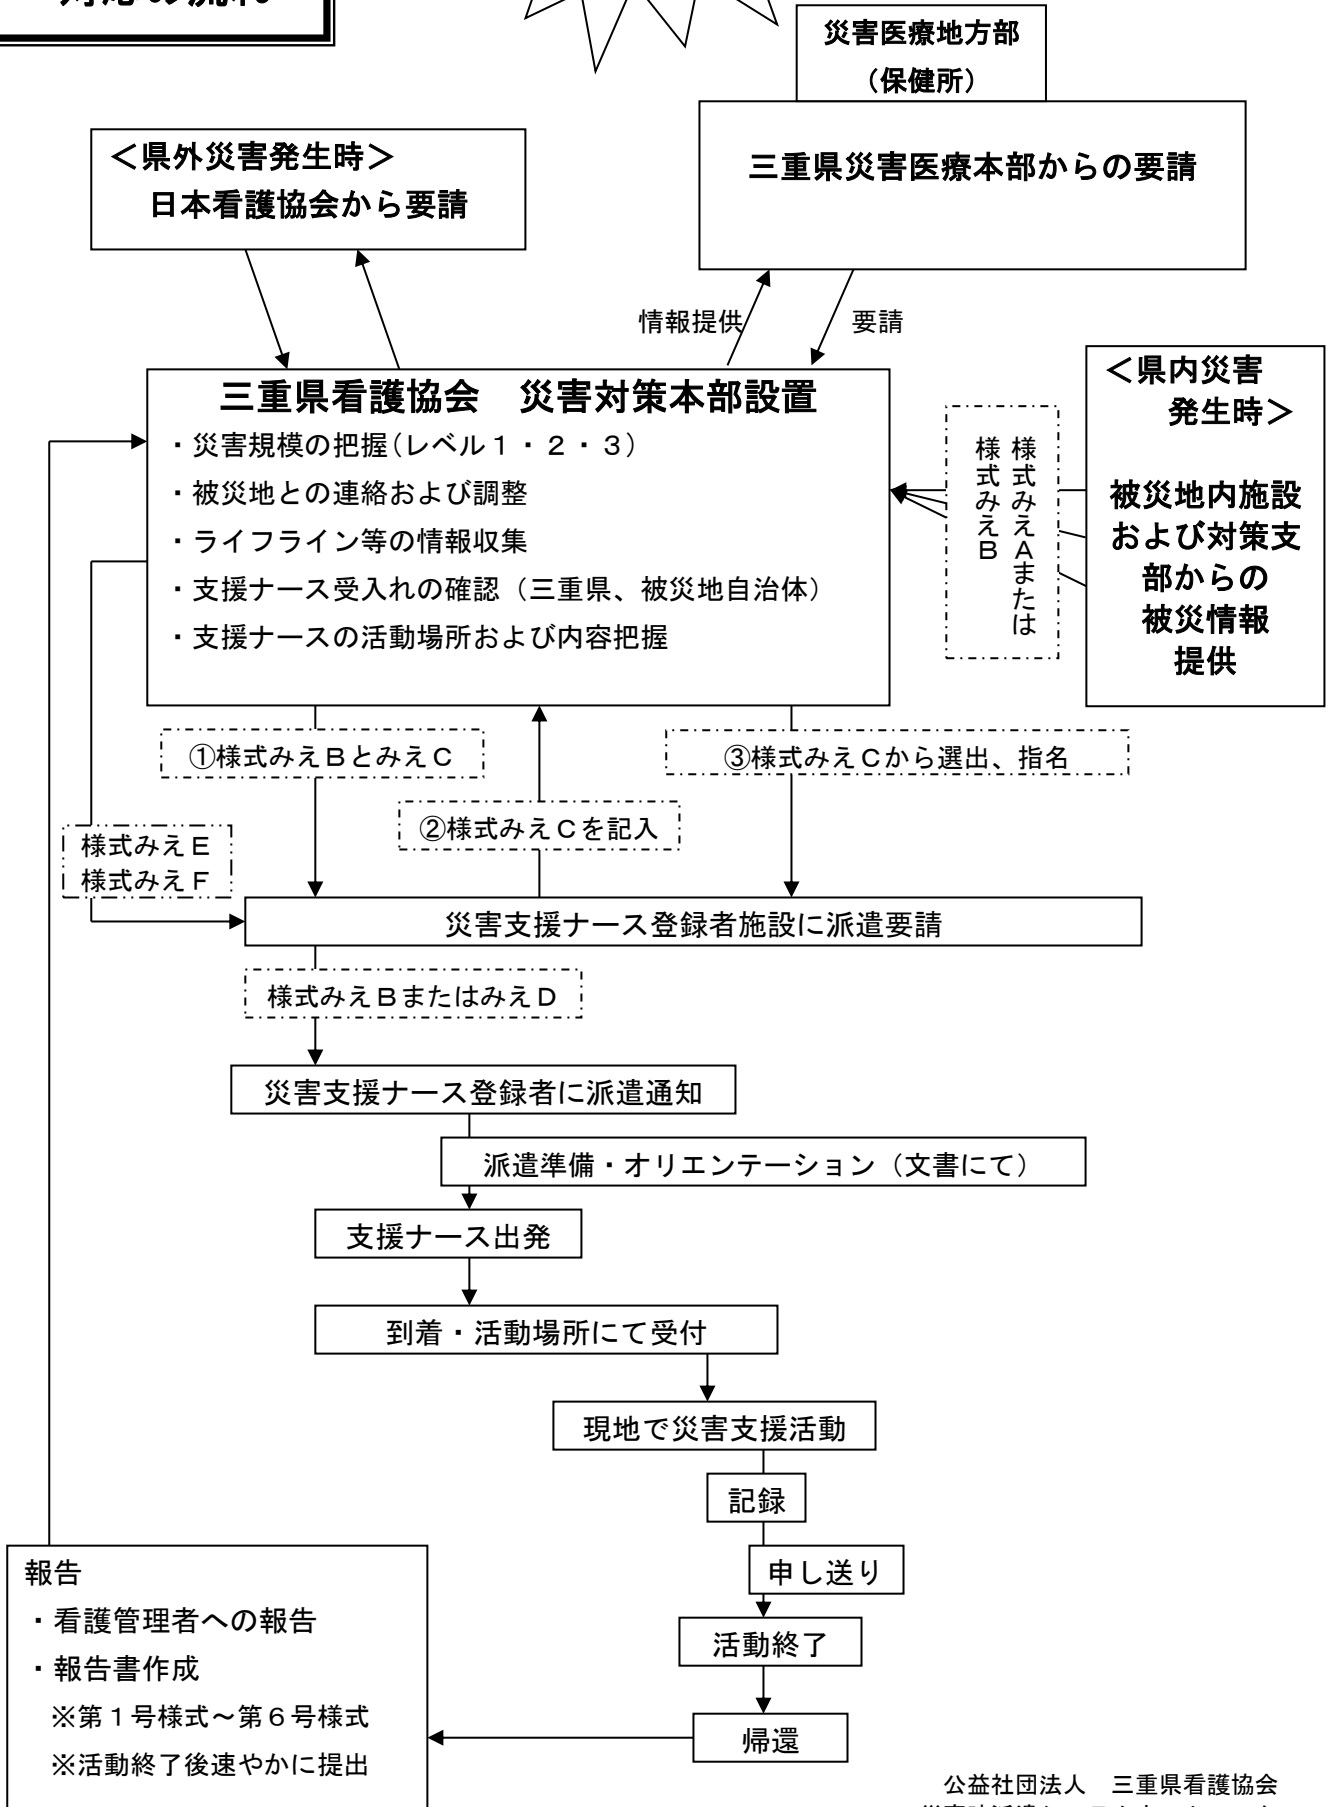 対応の流れ
災害医療地方部
（保健所）
三重県災害医療本部からの要請
＜県外災害発生時＞
日本看護協会から要請
情報提供
要請
三重県看護協会　災害対策本部設置
・災害規模の把握（レベル１・２・３）
・被災地との連絡および調整
・ライフライン等の情報収集
・支援ナース受入れの確認（三重県、被災地自治体）
・支援ナースの活動場所および内容把握
様式みえＡまたは
様式みえＢ
＜県内災害
発生時＞
被災地内施設
および対策支
部からの
被災情報
提供
①様式みえＢとみえＣ
③様式みえＣから選出、指名
②様式みえＣを記入
様式みえＥ
様式みえＦ
災害支援ナース登録者施設に派遣要請
様式みえＢまたはみえＤ
災害支援ナース登録者に派遣通知
派遣準備・オリエンテーション（文書にて）
支援ナース出発
到着・活動場所にて受付
現地で災害支援活動
記録
申し送り
活動終了
帰還
報告
・看護管理者への報告
・報告書作成
※第１号様式～第６号様式
※活動終了後速やかに提出
公益社団法人　三重県看護協会